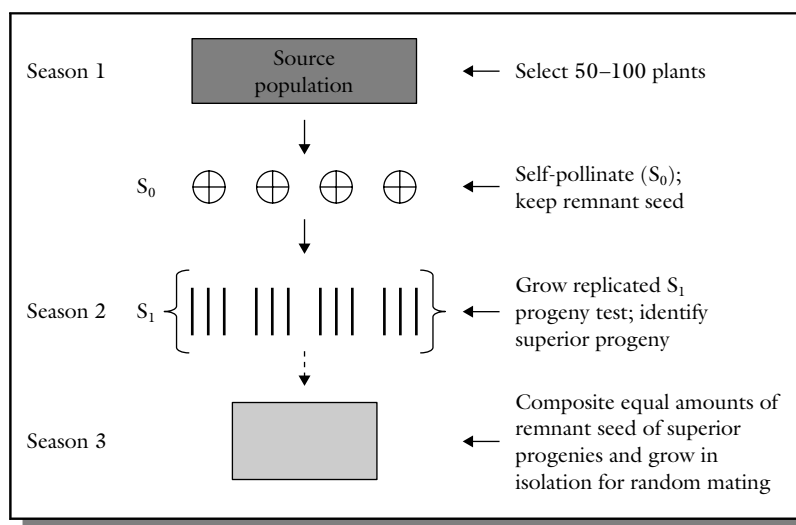 Season 1
Source
population
Select 50–100 plants
S₀
Self-pollinate (S₀);
keep remnant seed
Season 2
S₁
Grow replicated S₁
progeny test; identify
superior progeny
Season 3
Composite equal amounts of
remnant seed of superior
progenies and grow in
isolation for random mating